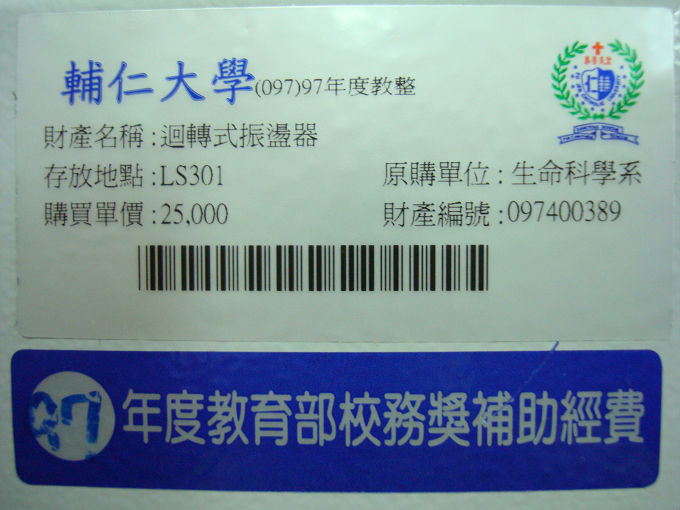 輔仁大學(097)97年度教整
財產名稱:迴轉式振盪器
存放地點:LS301 原購單位:生命科學系
購買單價:25,000 財產編號:097400389
97年度教育部校務獎補助經費